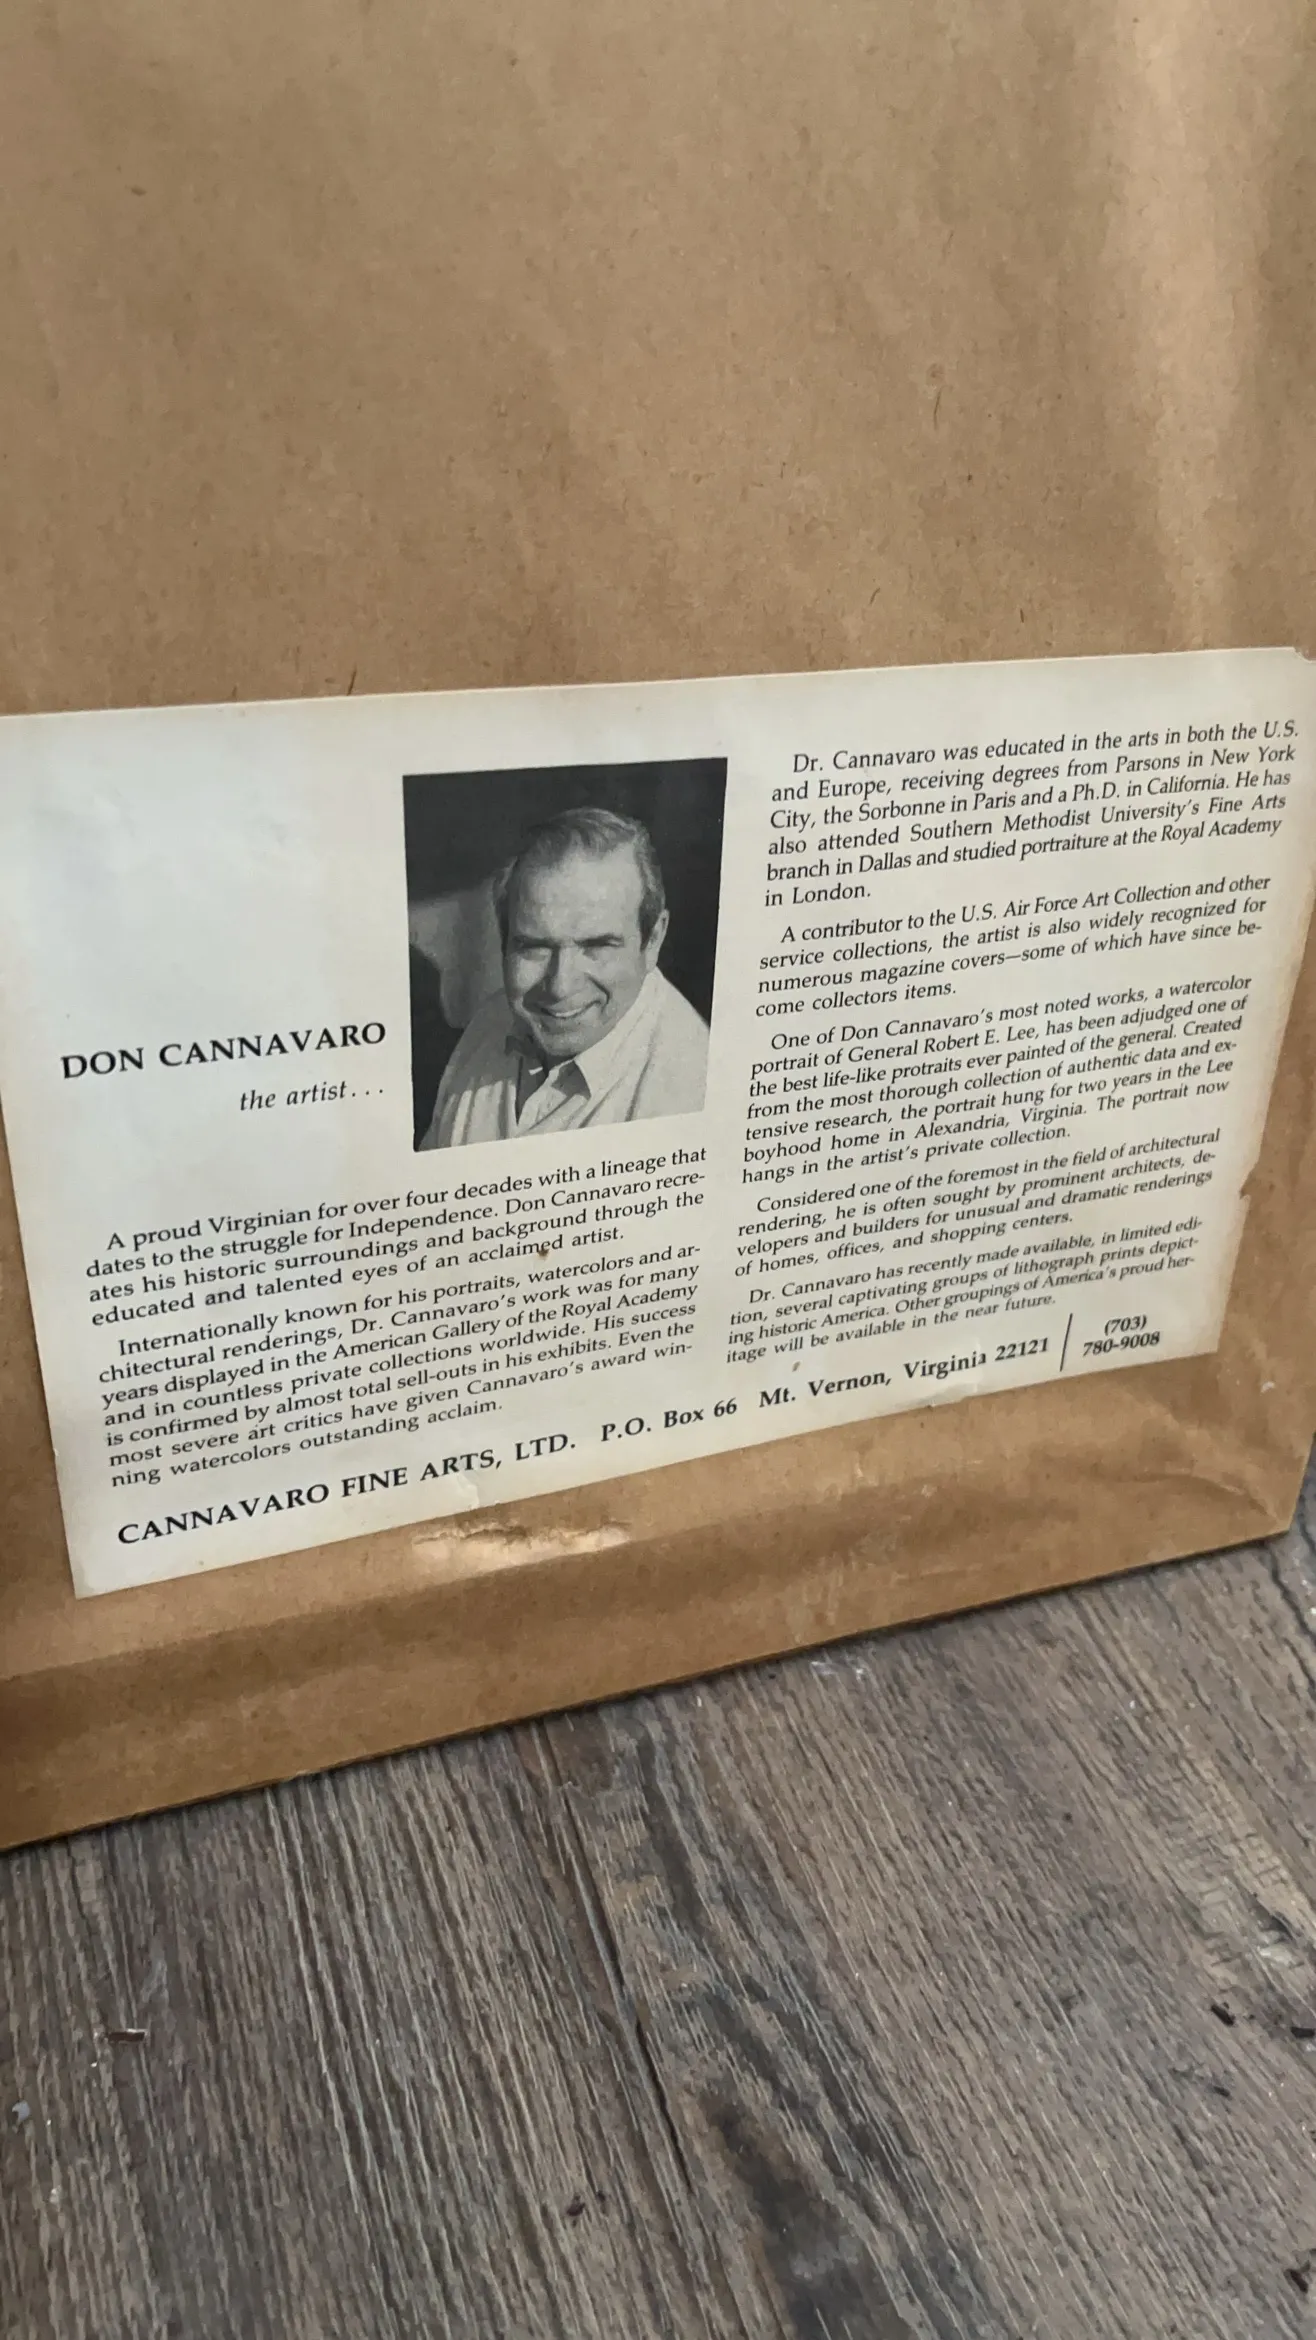 DON CANNAVARO
the artist...
A proud Virginian for over four decades with a lineage that
dates to the struggle for Independence. Don Cannavaro recre-
ates his historic surroundings and background through the
educated and talented eyes of an acclaimed artist.
Internationally known for his portraits, watercolors and ar-
chitectural renderings, Dr. Cannavaro's work was for many
years displayed in the American Gallery of the Royal Academy
and in countless private collections worldwide. His success
is confirmed by almost total sell-outs in his exhibits. Even the
most severe art critics have given Cannavaro's award win-
ning watercolors outstanding acclaim.
Dr. Cannavaro was educated in the arts in both the U.S.
and Europe, receiving degrees from Parsons in New York
City, the Sorbonne in Paris and a Ph.D. in California. He has
also attended Southern Methodist University's Fine Arts
branch in Dallas and studied portraiture at the Royal Academy
in London.
A contributor to the U.S. Air Force Art Collection and other
service collections, the artist is also widely recognized for
numerous magazine covers—some of which have since be-
come collectors items.
One of Don Cannavaro's most noted works, a watercolor
portrait of General Robert E. Lee, has been adjudged one of
the best life-like protraits ever painted of the general. Created
from the most thorough collection of authentic data and ex-
tensive research, the portrait hung for two years in the Lee
boyhood home in Alexandria, Virginia. The portrait now
hangs in the artist's private collection.
Considered one of the foremost in the field of architectural
rendering, he is often sought by prominent architects, de-
velopers and builders for unusual and dramatic renderings
of homes, offices, and shopping centers.
Dr. Cannavaro has recently made available, in limited edi-
tion, several captivating groups of lithograph prints depict-
ing historic America. Other groupings of America's proud her-
itage will be available in the near future.
CANNAVARO FINE ARTS, LTD. P.O. Box 66 Mt. Vernon, Virginia 22121
(703)
780-9008